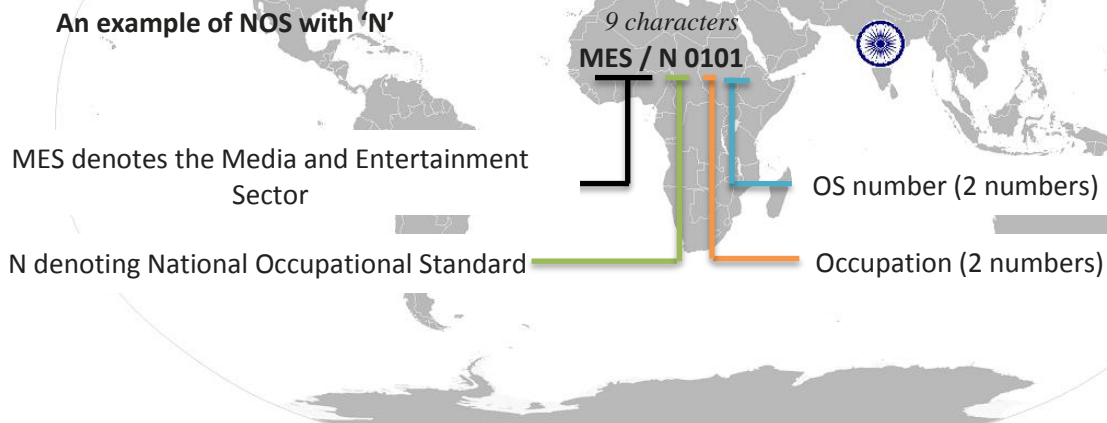 An example of NOS with ‘N’
9 characters
MES / N 0101
MES denotes the Media and Entertainment
Sector
OS number (2 numbers)
N denoting National Occupational Standard
Occupation (2 numbers)